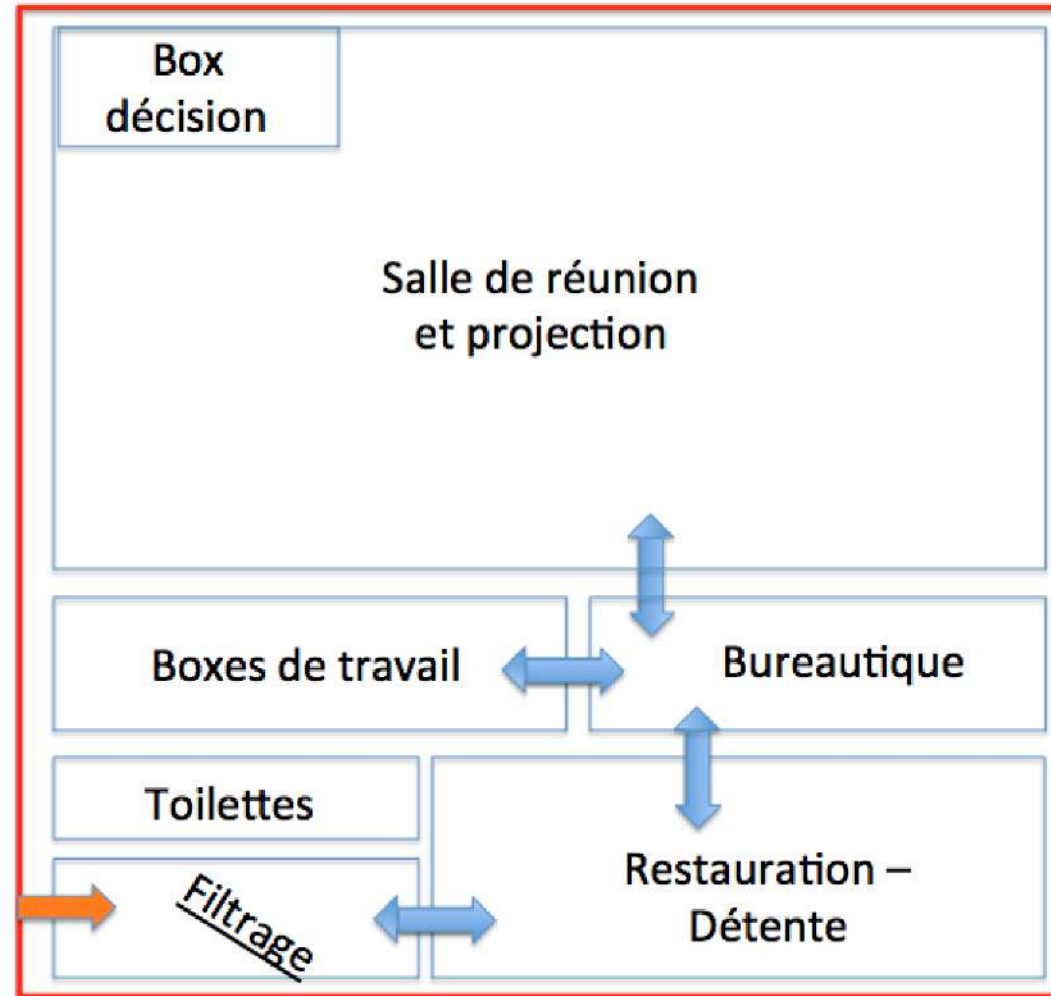 Box
décision
Salle de réunion
et projection
Boxes de travail
Bureautique
Toilettes
Filtrage
Restauration –
Détente